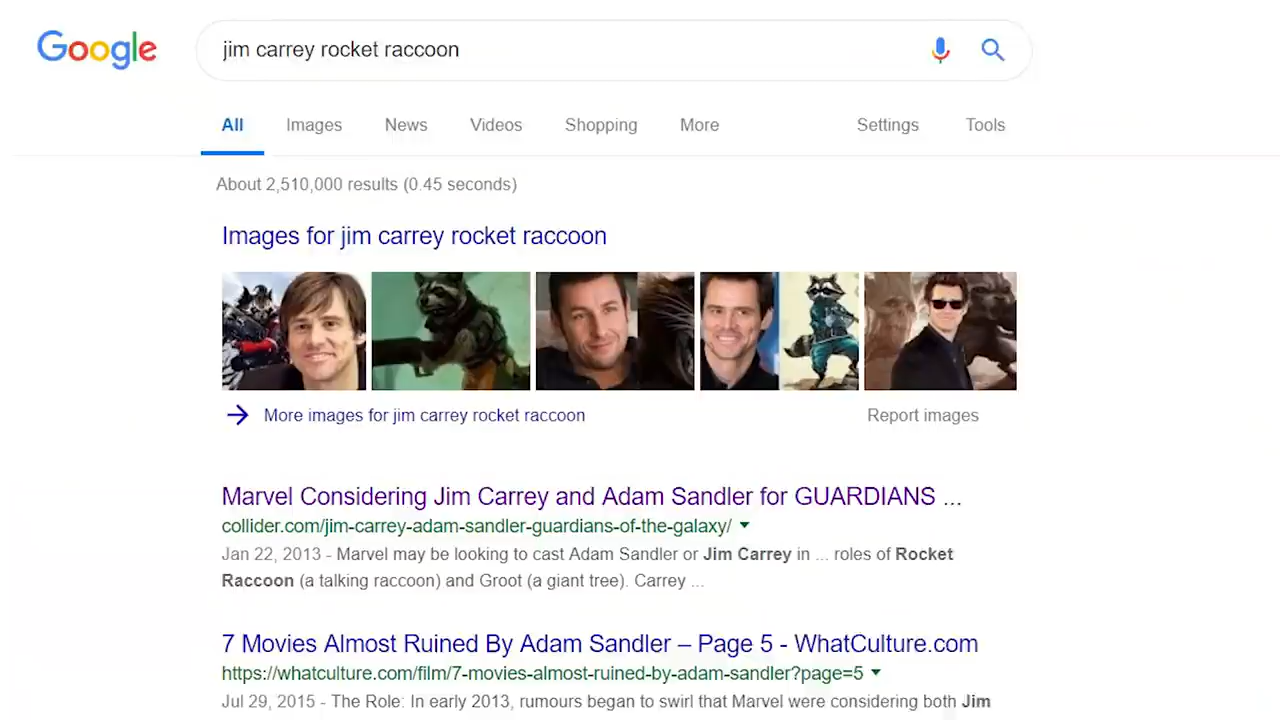 Google
jim carrey rocket raccoon
All Images News Videos Shopping More Settings Tools
About 2,510,000 results (0.45 seconds)
Images for jim carrey rocket raccoon
More images for jim carrey rocket raccoon Report images
Marvel Considering Jim Carrey and Adam Sandler for GUARDIANS ...
collider.com/jim-carrey-adam-sandler-guardians-of-the-galaxy/
Jan 22, 2013 - Marvel may be looking to cast Adam Sandler or Jim Carrey in ... roles of Rocket
Raccoon (a talking raccoon) and Groot (a giant tree). Carrey ...
7 Movies Almost Ruined By Adam Sandler – Page 5 - WhatCulture.com
https://whatculture.com/film/7-movies-almost-ruined-by-adam-sandler?page=5
Jul 29, 2015 - The Role: In early 2013, rumours began to swirl that Marvel were considering both Jim